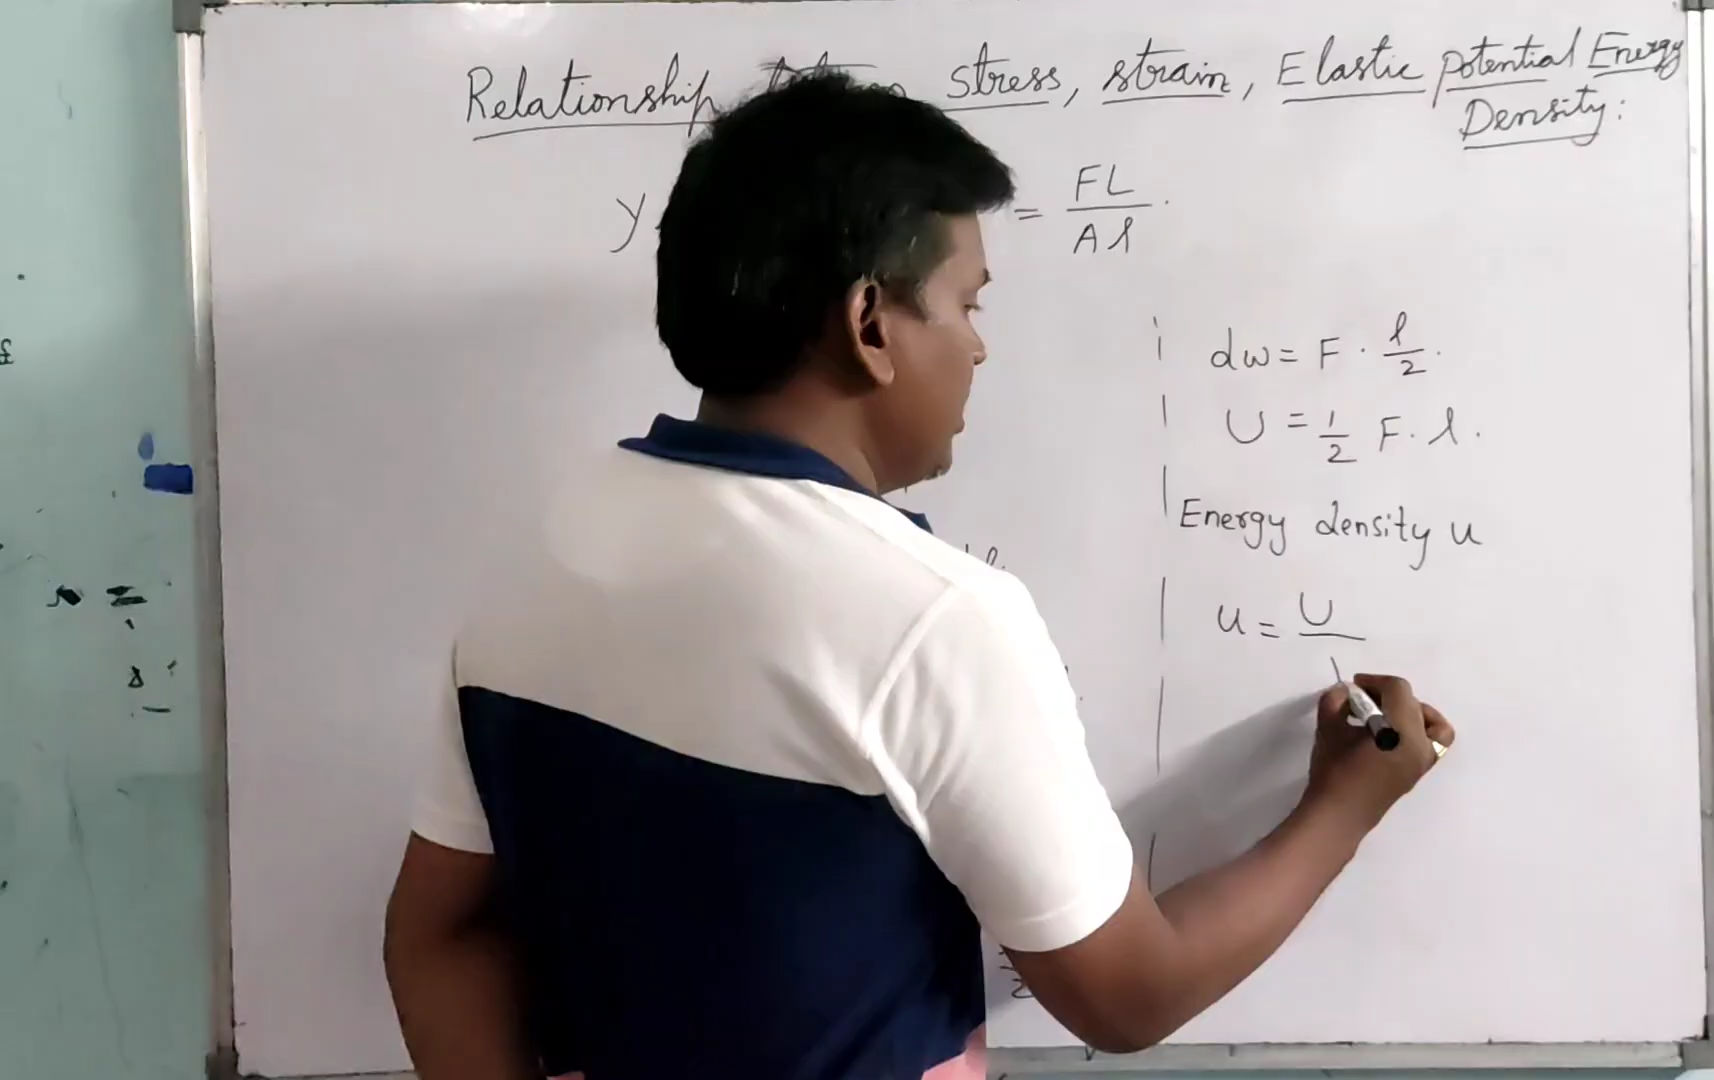 Relationship stress, strain, Elastic potential Energy
Density:
y = FL / Al .
dw = F · l/2 .
U = 1/2 F . l .
Energy density u
u = U /